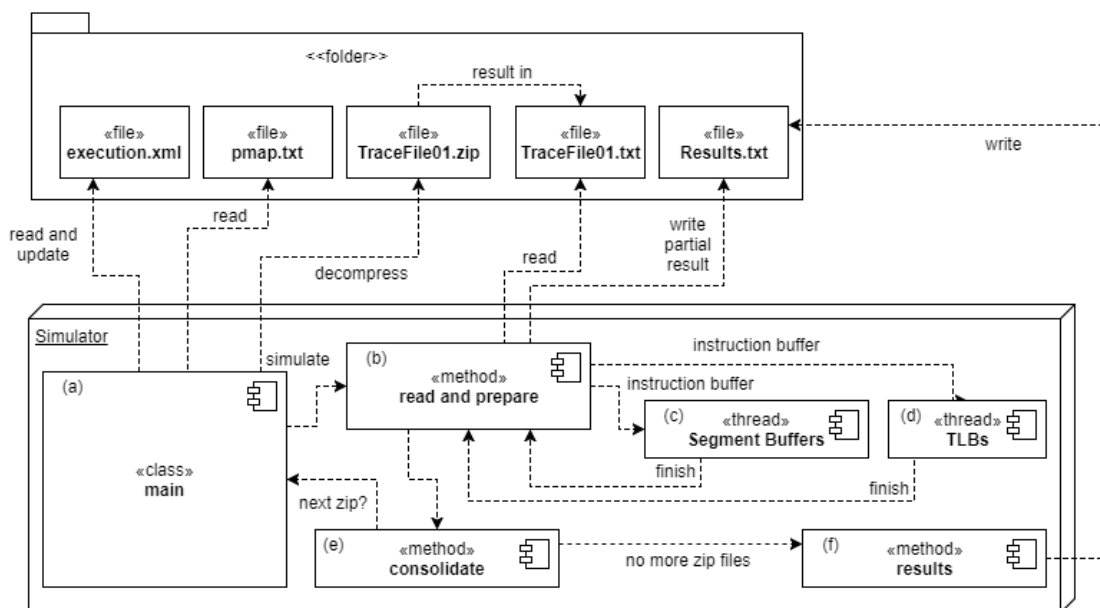 <<folder>>
result in
«file»
execution.xml
«file»
pmap.txt
«file»
TraceFile01.zip
«file»
TraceFile01.txt
«file»
Results.txt
write
read and
update
read
decompress
read
write
partial
result
Simulator
(a)
«class»
main
simulate
(b)
«method»
read and prepare
instruction buffer
instruction buffer
(c)
«thread»
Segment Buffers
(d)
«thread»
TLBs
finish
finish
next zip?
(e)
«method»
consolidate
no more zip files
(f)
«method»
results